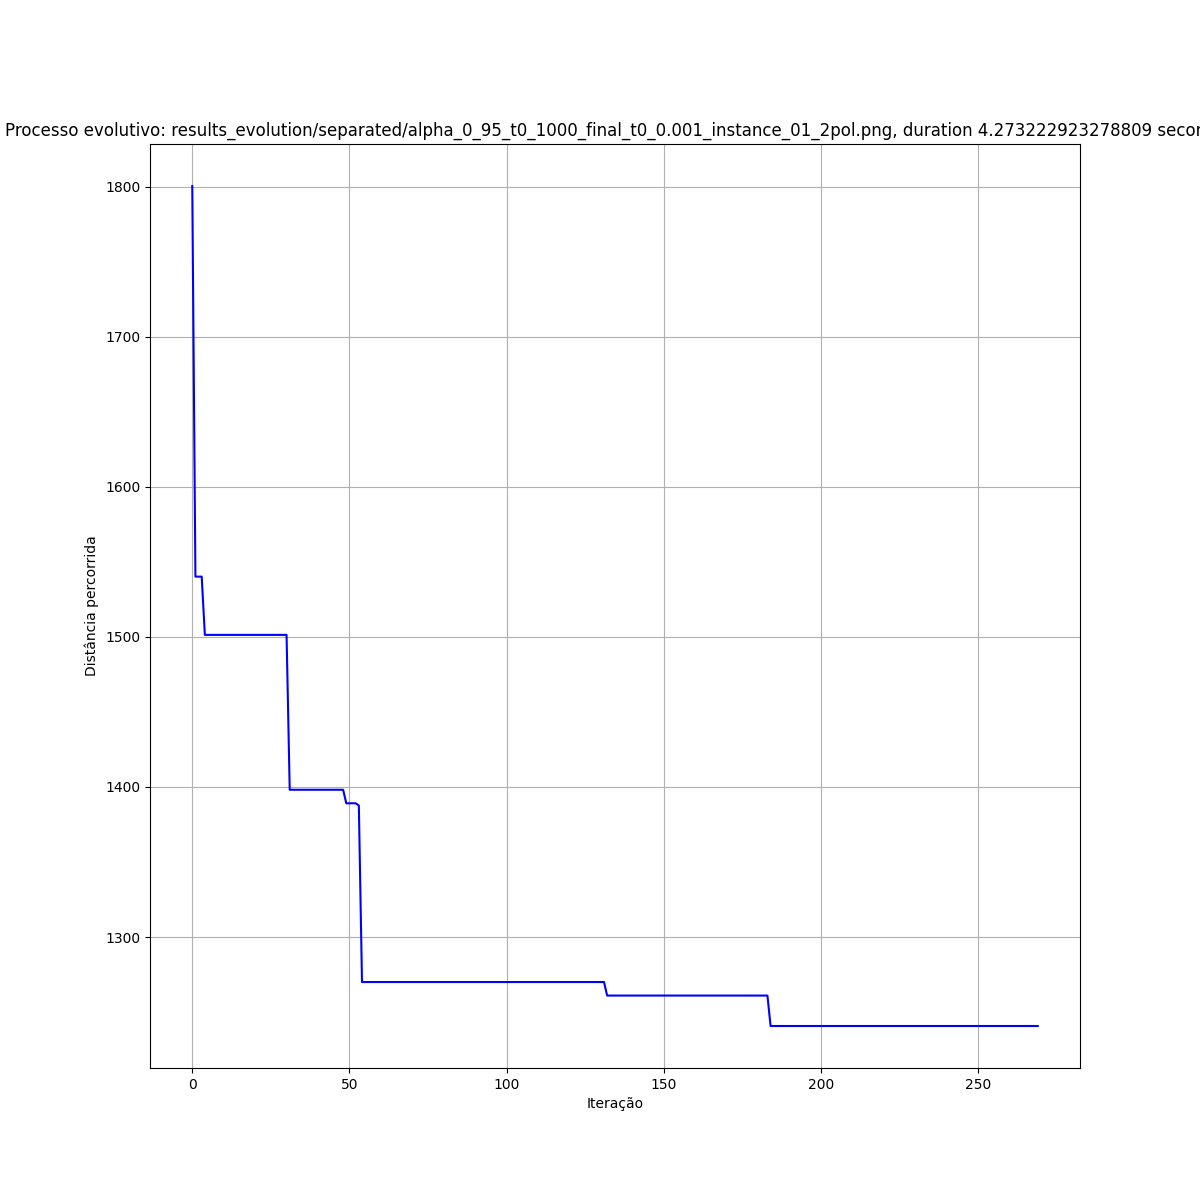 Processo evolutivo: results_evolution/separated/alpha_0_95_t0_1000_final_t0_0.001_instance_01_2pol.png, duration 4.273222923278809
1800
1700
1600
1500
1400
1300
Distância percorrida
0 50 100 150 200 250
Iteração